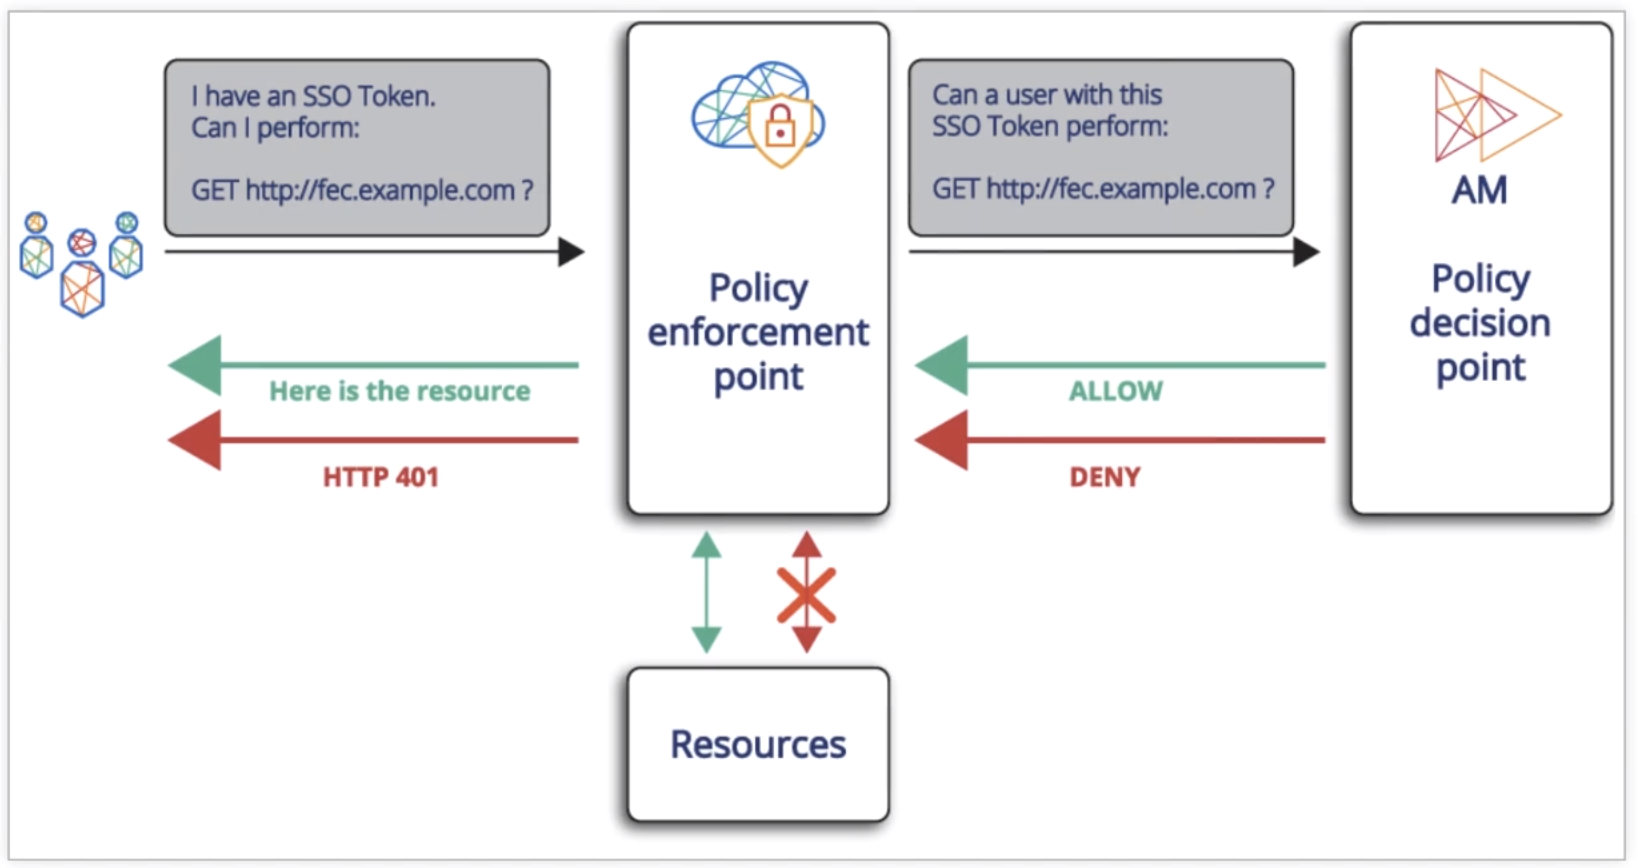 I have an SSO Token.
Can I perform:
GET http://fec.example.com ?
Policy
enforcement
point
Can a user with this
SSO Token perform:
GET http://fec.example.com ?
AM
Policy
decision
point
Here is the resource
HTTP 401
ALLOW
DENY
Resources